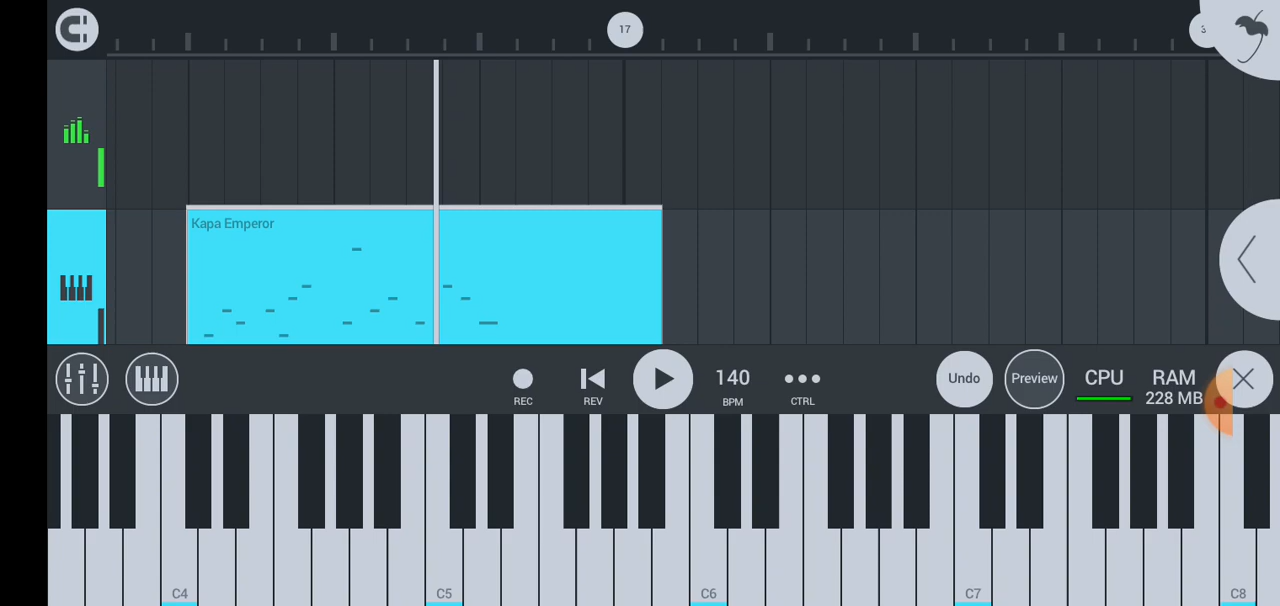 17
3
Kapa Emperor
REC
REV
140
BPM
CTRL
Undo
Preview
CPU
RAM
228 MB
C4
C5
C6
C7
C8